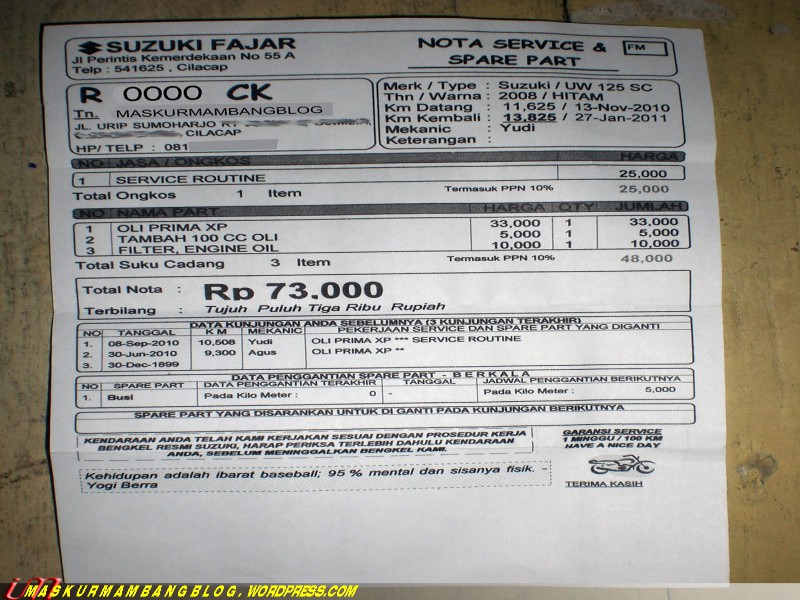 SUZUKI FAJAR
Jl Perintis Kemerdekaan No 55 A
Telp : 541625 , Cilacap
NOTA SERVICE &
SPARE PART
FM
R 0000 CK
Tn. MASKURMAMBANGBLOG
JL. URIP SUMOHARJO RT
, CILACAP
HP/ TELP : 081
Merk / Type : Suzuki / UW 125 SC
Thn / Warna : 2008 / HITAM
Km Datang : 11,625 / 13-Nov-2010
Km Kembali : 13,825 / 27-Jan-2011
Mekanic : Yudi
Keterangan :
NO JASA / ONGKOS HARGA
1 SERVICE ROUTINE 25,000
Total Ongkos 1 Item Termasuk PPN 10% 25,000
NO NAMA PART HARGA QTY JUMLAH
1 OLI PRIMA XP 33,000 1 33,000
2 TAMBAH 100 CC OLI 5,000 1 5,000
3 FILTER, ENGINE OIL 10,000 1 10,000
Total Suku Cadang 3 Item Termasuk PPN 10% 48,000
Total Nota : Rp 73.000
Terbilang : Tujuh Puluh Tiga Ribu Rupiah
DATA KUNJUNGAN ANDA SEBELUMNYA (3 KUNJUNGAN TERAKHIR)
NO TANGGAL KM MEKANIC PEKERJAAN SERVICE DAN SPARE PART YANG DIGANTI
1. 08-Sep-2010 10,508 Yudi OLI PRIMA XP *** SERVICE ROUTINE
2. 30-Jun-2010 9,300 Agus OLI PRIMA XP **
3. 30-Dec-1899
DATA PENGGANTIAN SPARE PART - B E R K A L A
NO SPARE PART DATA PENGGANTIAN TERAKHIR TANGGAL JADWAL PENGGANTIAN BERIKUTNYA
1. Busi Pada Kilo Meter : 0 - Pada Kilo Meter : 5,000
SPARE PART YANG DISARANKAN UNTUK DI GANTI PADA KUNJUNGAN BERIKUTNYA
KENDARAAN ANDA TELAH KAMI KERJAKAN SESUAI DENGAN PROSEDUR KERJA
BENGKEL RESMI SUZUKI, HARAP PERIKSA TERLEBIH DAHULU KENDARAAN
ANDA, SEBELUM MENINGGALKAN BENGKEL KAMI.
GARANSI SERVICE
1 MINGGU / 100 KM
HAVE A NICE DAY
Kehidupan adalah ibarat baseball; 95 % mental dan sisanya fisik. -
Yogi Berra
TERIMA KASIH
MASKURMAMBANGBLOG.WORDPRESS.COM